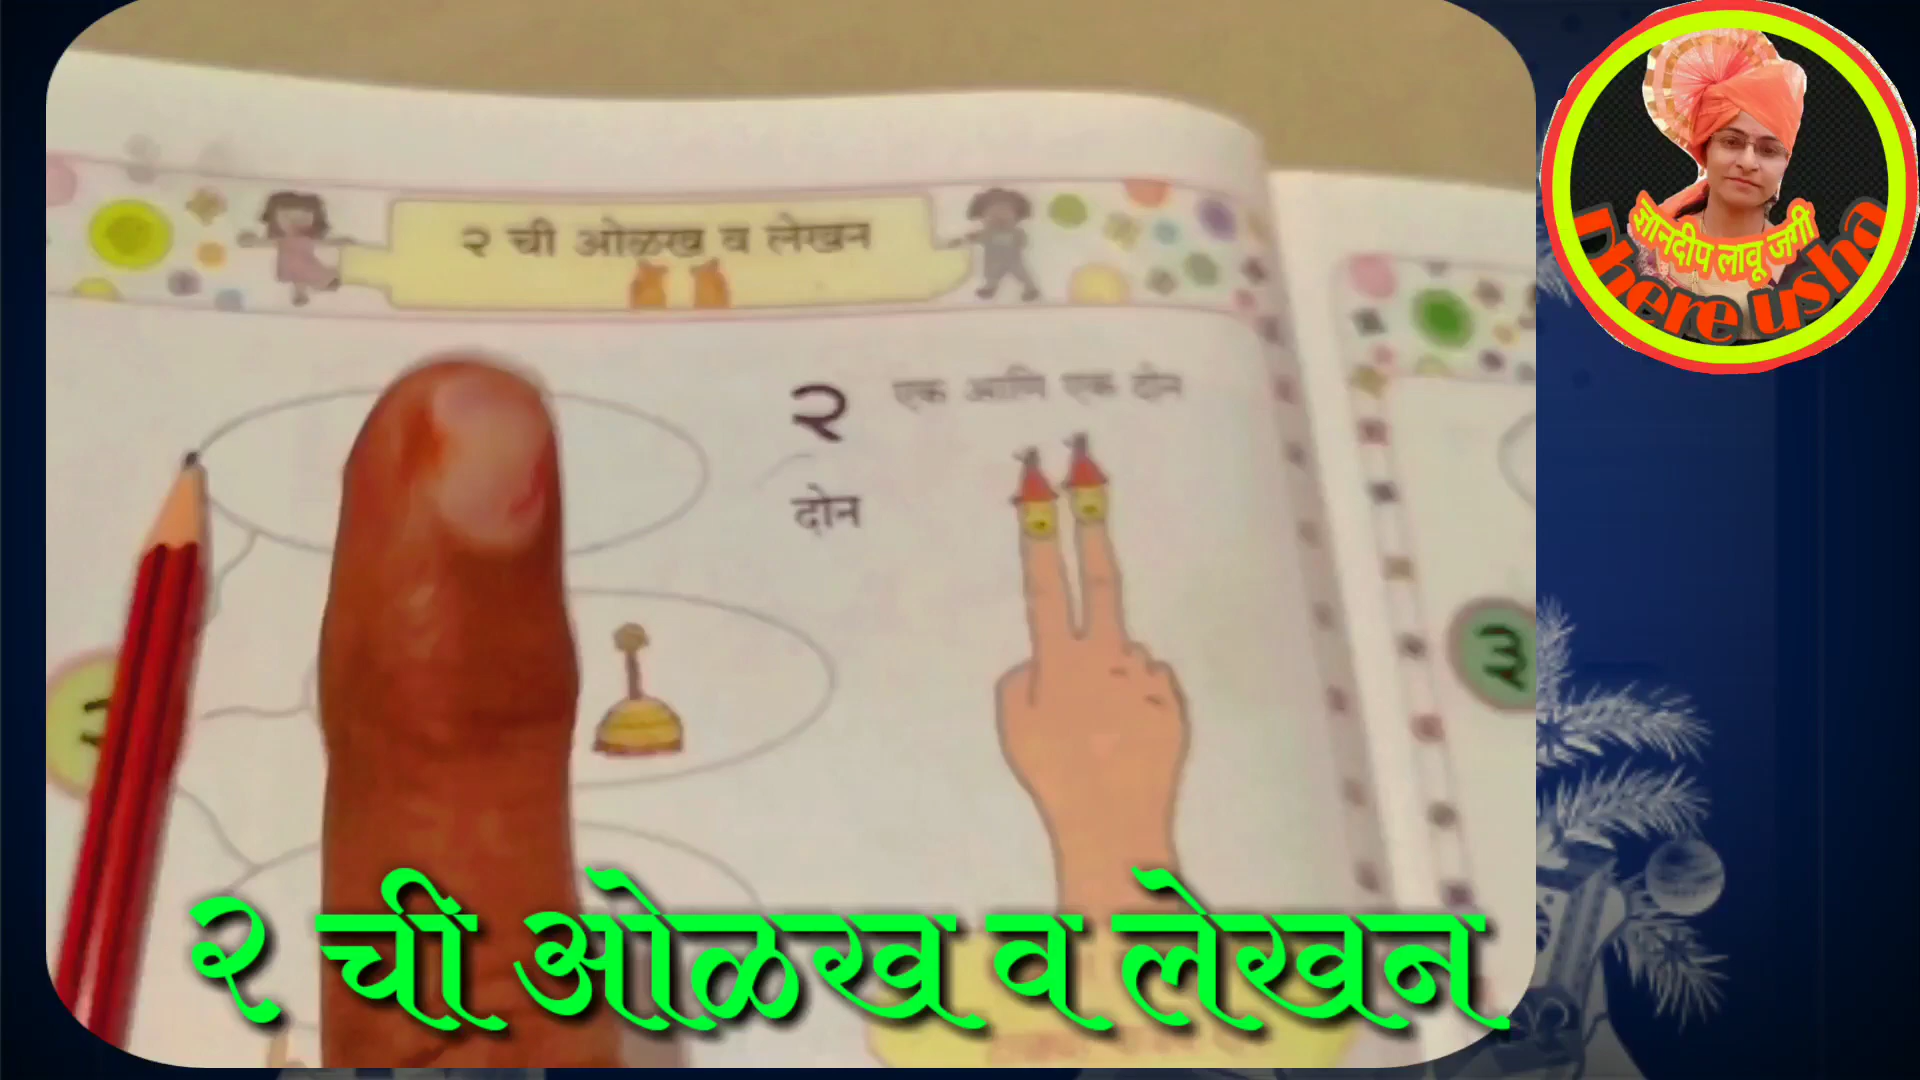 २ ची ओळख व लेखन
२ एक आणि एक दोन
दोन
३
२ ची ओळख व लेखन
ज्ञानदीप लावू जगी
Dhere usha